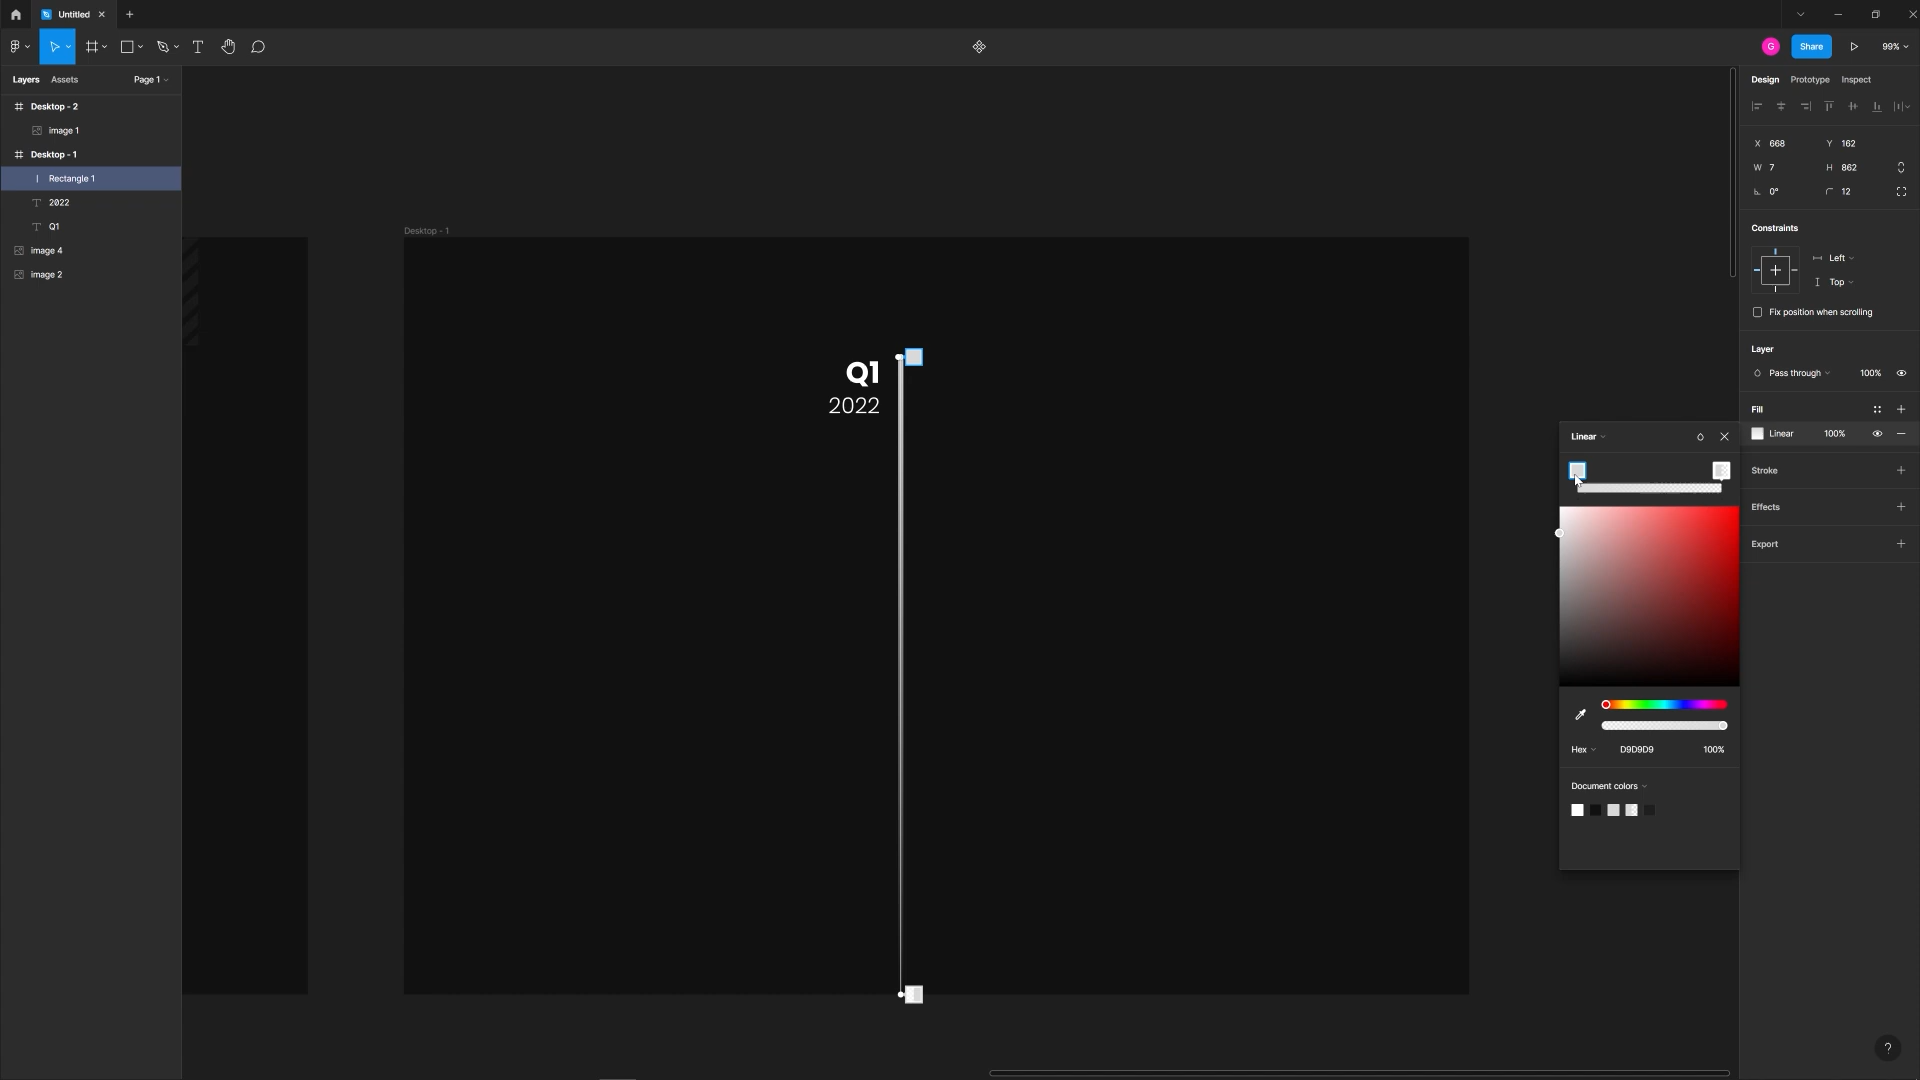 Untitled
G
Share
99%
Layers
Assets
Page 1
Design
Prototype
Inspect
Desktop - 2
image 1
Desktop - 1
Rectangle 1
2022
Q1
image 4
image 2
Desktop - 1
Q1
2022
X 668
Y 162
W 7
H 862
0°
12
Constraints
Left
Top
Fix position when scrolling
Layer
Pass through
100%
Fill
Linear
100%
Stroke
Effects
Export
Linear
Hex
D9D9D9
100%
Document colors
?